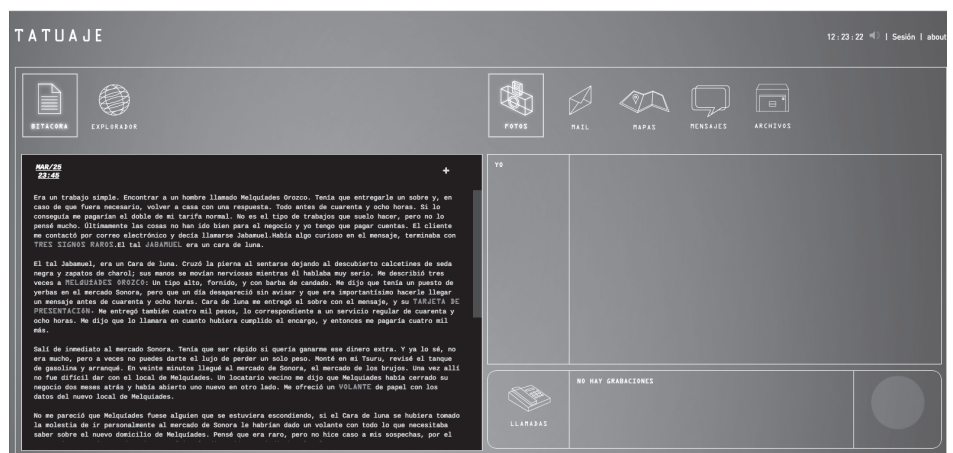 TATUAJE
12:23:22 | Sesión | about
BITACORA
EXPLORADOR
FOTOS
MAIL
MAPAS
MENSAJES
ARCHIVOS
MAR/25
23:45
+
Era un trabajo simple. Encontrar a un hombre llamado Melquíades Orozco. Tenía que entregarle un sobre y, en
caso de que fuera necesario, volver a casa con una respuesta. Todo antes de cuarenta y ocho horas. Si lo
conseguía me pagarían el doble de mi tarifa normal. No es el tipo de trabajos que suelo hacer, pero no lo
pensé mucho. Últimamente las cosas no han ido bien para el negocio y yo tengo que pagar cuentas. El cliente
me contactó por correo electrónico y decía llamarse Jabamuel.Había algo curioso en el mensaje, terminaba con
TRES SIGNOS RAROS.El tal JABAMUEL era un cara de luna.
El tal Jabamuel, era un Cara de luna. Cruzó la pierna al sentarse dejando al descubierto calcetines de seda
negra y zapatos de charol; sus manos se movían nerviosas mientras él hablaba muy serio. Me describió tres
veces a MELQUÍADES OROZCO: Un tipo alto, fornido, y con barba de candado. Me dijo que tenía un puesto de
yerbas en el mercado Sonora, pero que un día desapareció sin avisar y que era importantísimo hacerle llegar
un mensaje antes de cuarenta y ocho horas. Cara de luna me entregó el sobre con el mensaje, y su TARJETA DE
PRESENTACIÓN. Me entregó también cuatro mil pesos, lo correspondiente a un servicio regular de cuarenta y
ocho horas. Me dijo que lo llamara en cuanto hubiera cumplido el encargo, y entonces me pagaría cuatro mil
más.
Salí de inmediato al mercado Sonora. Tenía que ser rápido si quería ganarme ese dinero extra. Y ya lo sé, no
era mucho, pero a veces no puedes darte el lujo de perder un solo peso. Monté en mi Tsuru, revisé el tanque
de gasolina y arranqué. En veinte minutos llegué al mercado de Sonora, el mercado de los brujos. Una vez allí
no fue difícil dar con el local de Melquíades. Un locatario vecino me dijo que Melquíades había cerrado su
negocio dos meses atrás y había abierto uno nuevo en otro lado. Me ofreció un VOLANTE de papel con los
datos del nuevo local de Melquíades.
No me pareció que Melquíades fuese alguien que se estuviera escondiendo, si el Cara de luna se hubiera tomado
la molestia de ir personalmente al mercado de Sonora le habrían dado un volante con todo lo que necesitaba
saber sobre el nuevo domicilio de Melquíades. Pensé que era raro, pero no hice caso a mis sospechas, por el
YO
LLAMADAS
NO HAY GRABACIONES